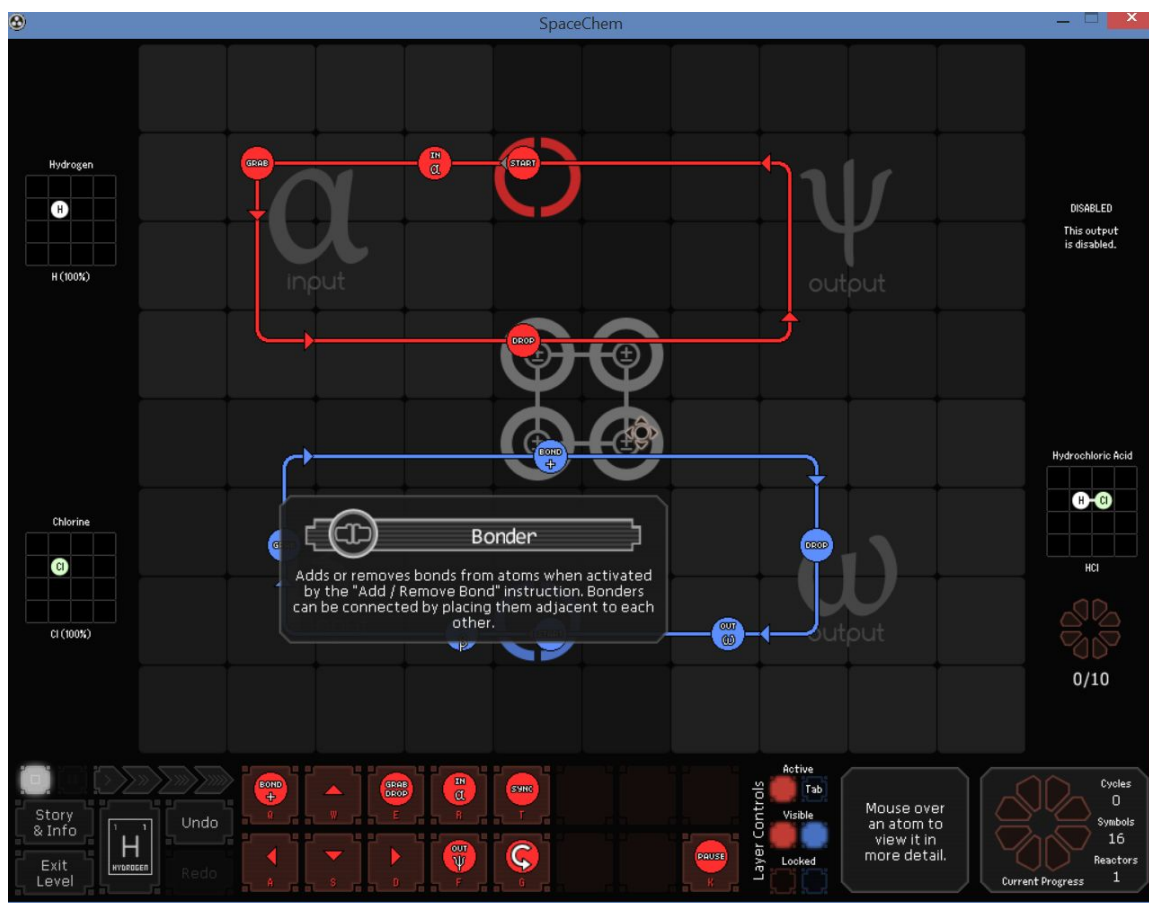 SpaceChem
Hydrogen
H
H (100%)
GRAB
IN
α
START
α
input
ψ
output
DISABLED
This output
is disabled.
DROP
±
±
±
±
BOND
+
Hydrochloric Acid
H Cl
HCl
0/10
Chlorine
Cl
Cl (100%)
DROP
ω
output
OUT
ω
Bonder
Adds or removes bonds from atoms when activated
by the "Add / Remove Bond" instruction. Bonders
can be connected by placing them adjacent to each
other.
Story
& Info
Exit
Level
1 1
H
HYDROGEN
Undo
Redo
BOND
+
Q
W
GRAB
DROP
E
IN
α
R
SYNC
T
A
S
D
OUT
ψ
F
G
PAUSE
K
Layer Controls
Active
Tab
Visible
Locked
Mouse over
an atom to
view it in
more detail.
Current Progress
Cycles
0
Symbols
16
Reactors
1